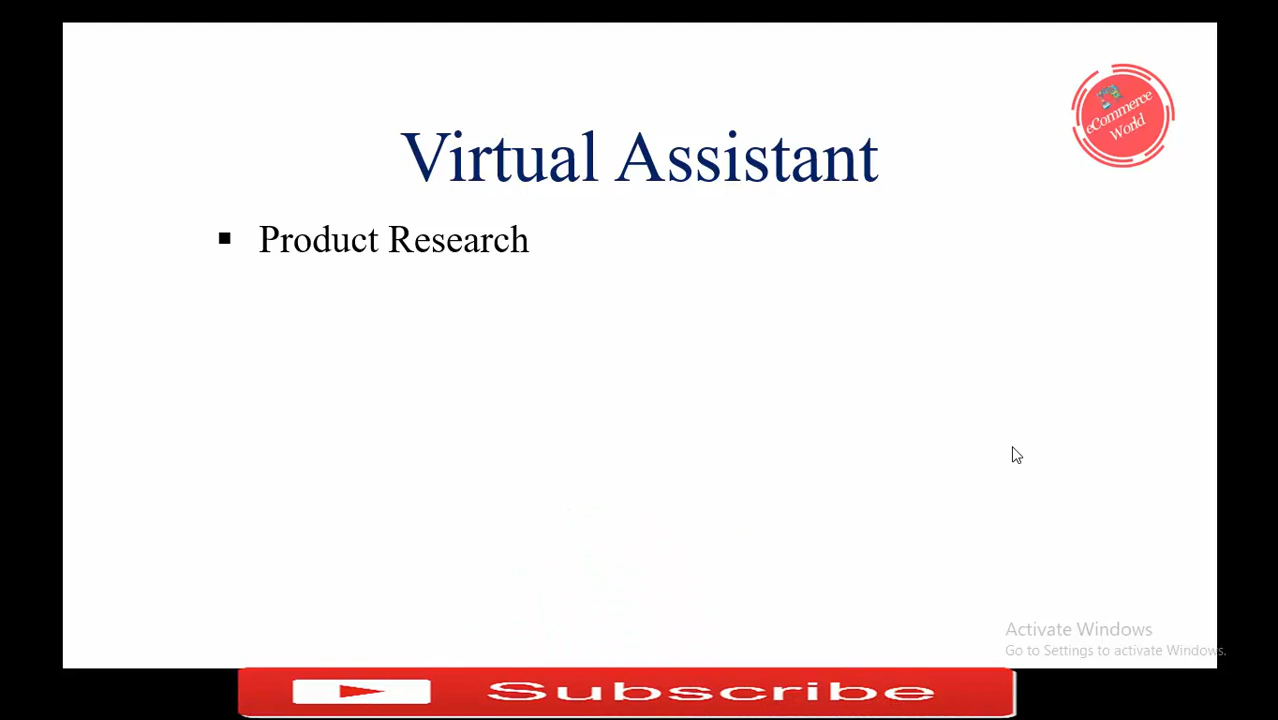 eCommerce
World
Virtual Assistant
▪ Product Research
Activate Windows
Go to Settings to activate Windows.
Subscribe